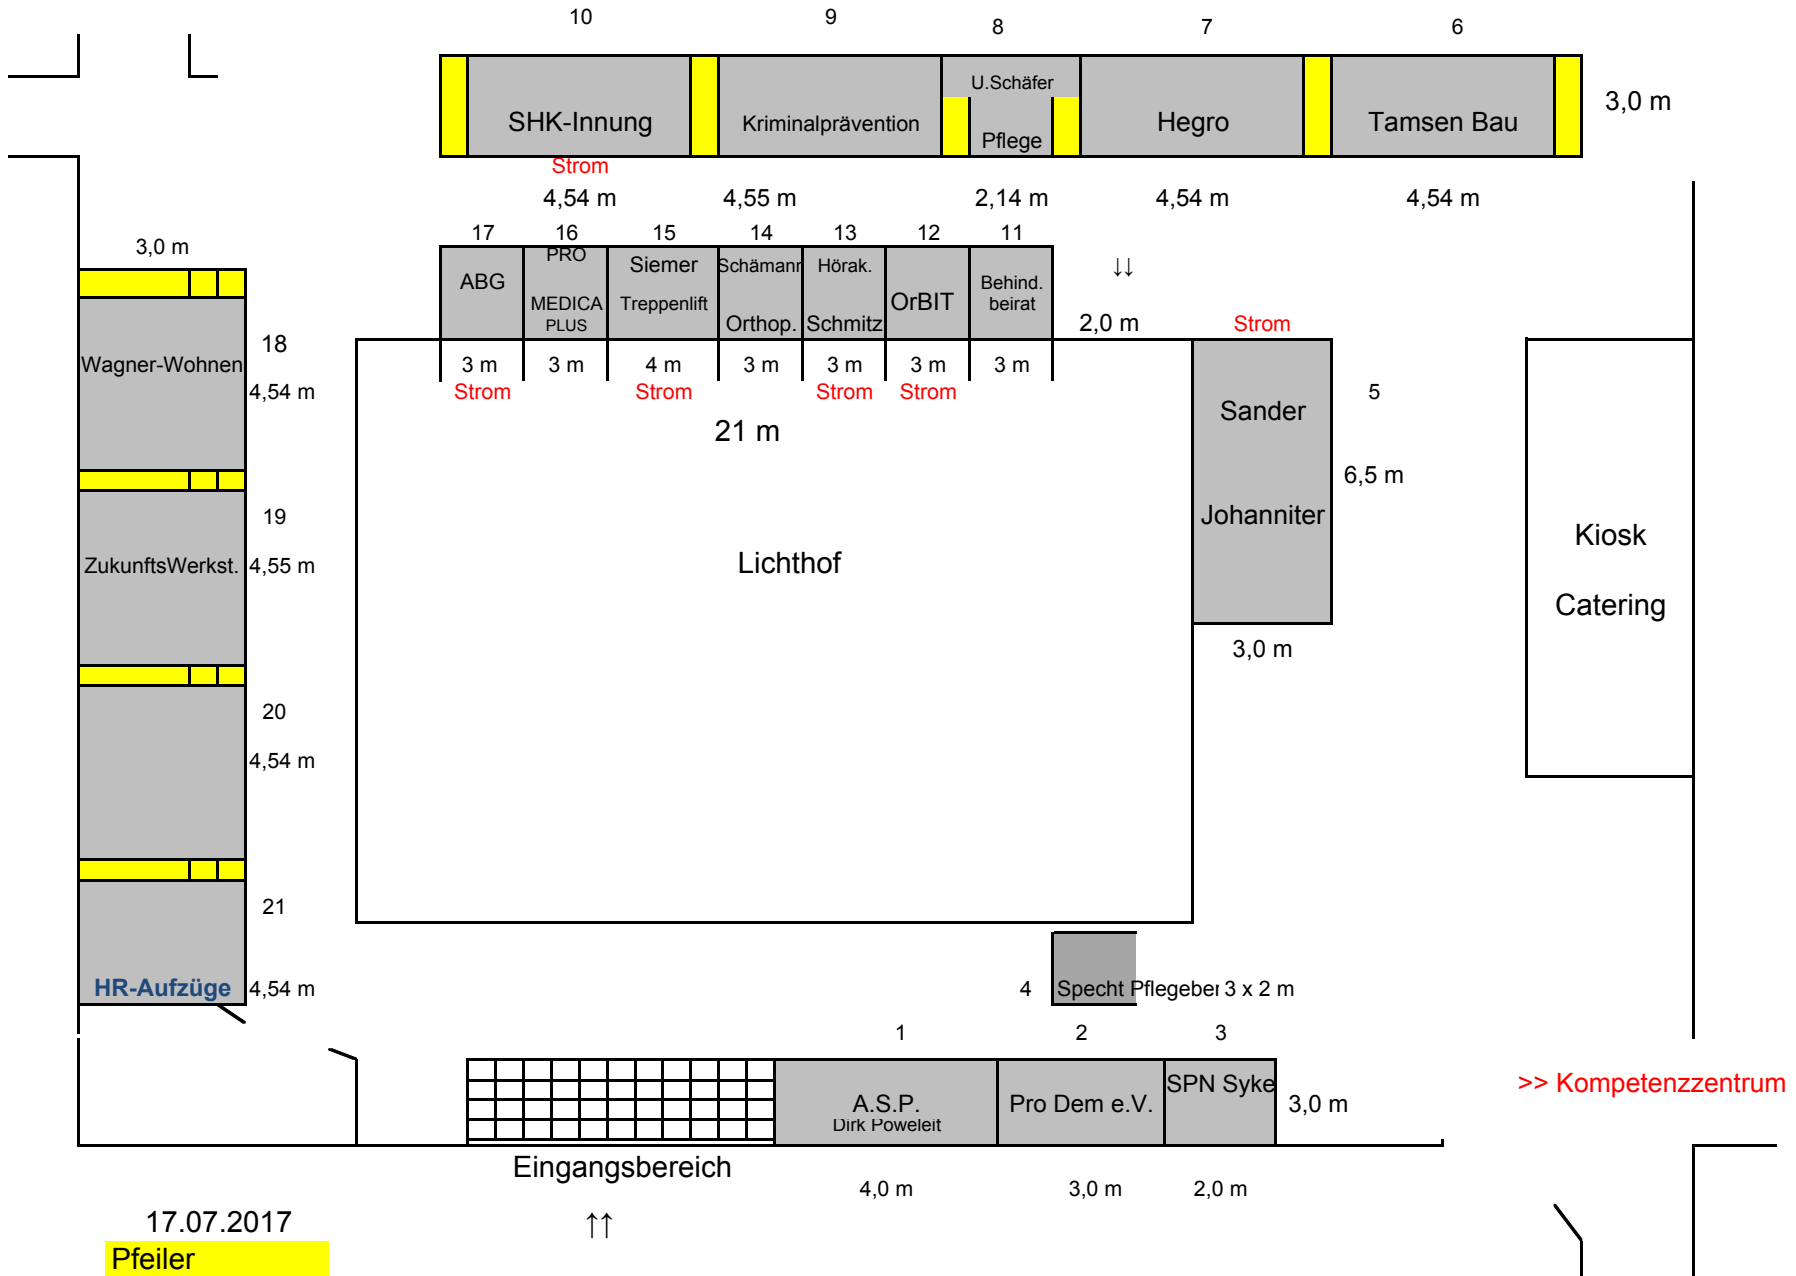 10 9 8 7 6
U.Schäfer
SHK-Innung Kriminalprävention Pflege Hegro Tamsen Bau 3,0 m
Strom
4,54 m 4,55 m 2,14 m 4,54 m 4,54 m
17 16 15 14 13 12 11
3,0 m
ABG
PRO
MEDICA
PLUS
Siemer
Treppenlift
Schämann
Orthop.
Hörak.
Schmitz
OrBIT
Behind.
beirat
↓↓
2,0 m
Strom
3 m 3 m 4 m 3 m 3 m 3 m 3 m
Strom Strom Strom Strom
21 m
18
Wagner-Wohnen
4,54 m
19
ZukunftsWerkst. 4,55 m
20
4,54 m
21
HR-Aufzüge 4,54 m
Lichthof
Sander
Johanniter
5
6,5 m
3,0 m
Kiosk
Catering
4 Specht Pflegeber 3 x 2 m
1 2 3
A.S.P.
Dirk Poweleit
Pro Dem e.V.
SPN Syke
3,0 m
>> Kompetenzzentrum
Eingangsbereich
4,0 m 3,0 m 2,0 m
↑↑
17.07.2017
Pfeiler